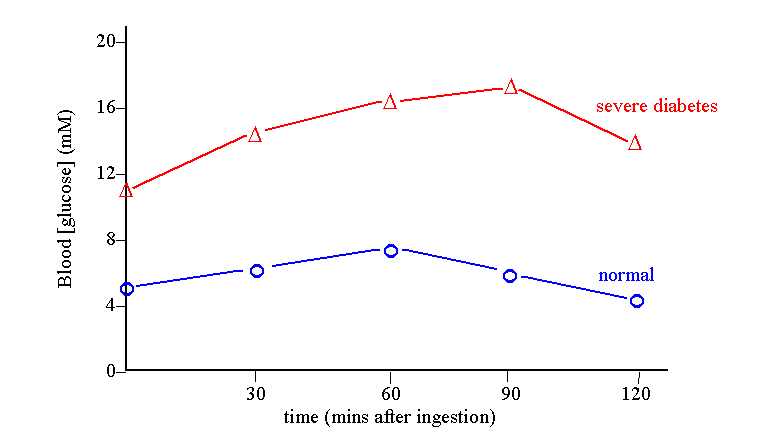 20
16
severe diabetes
12
Blood [glucose] (mM)
8
normal
4
0
30 60 90 120
time (mins after ingestion)